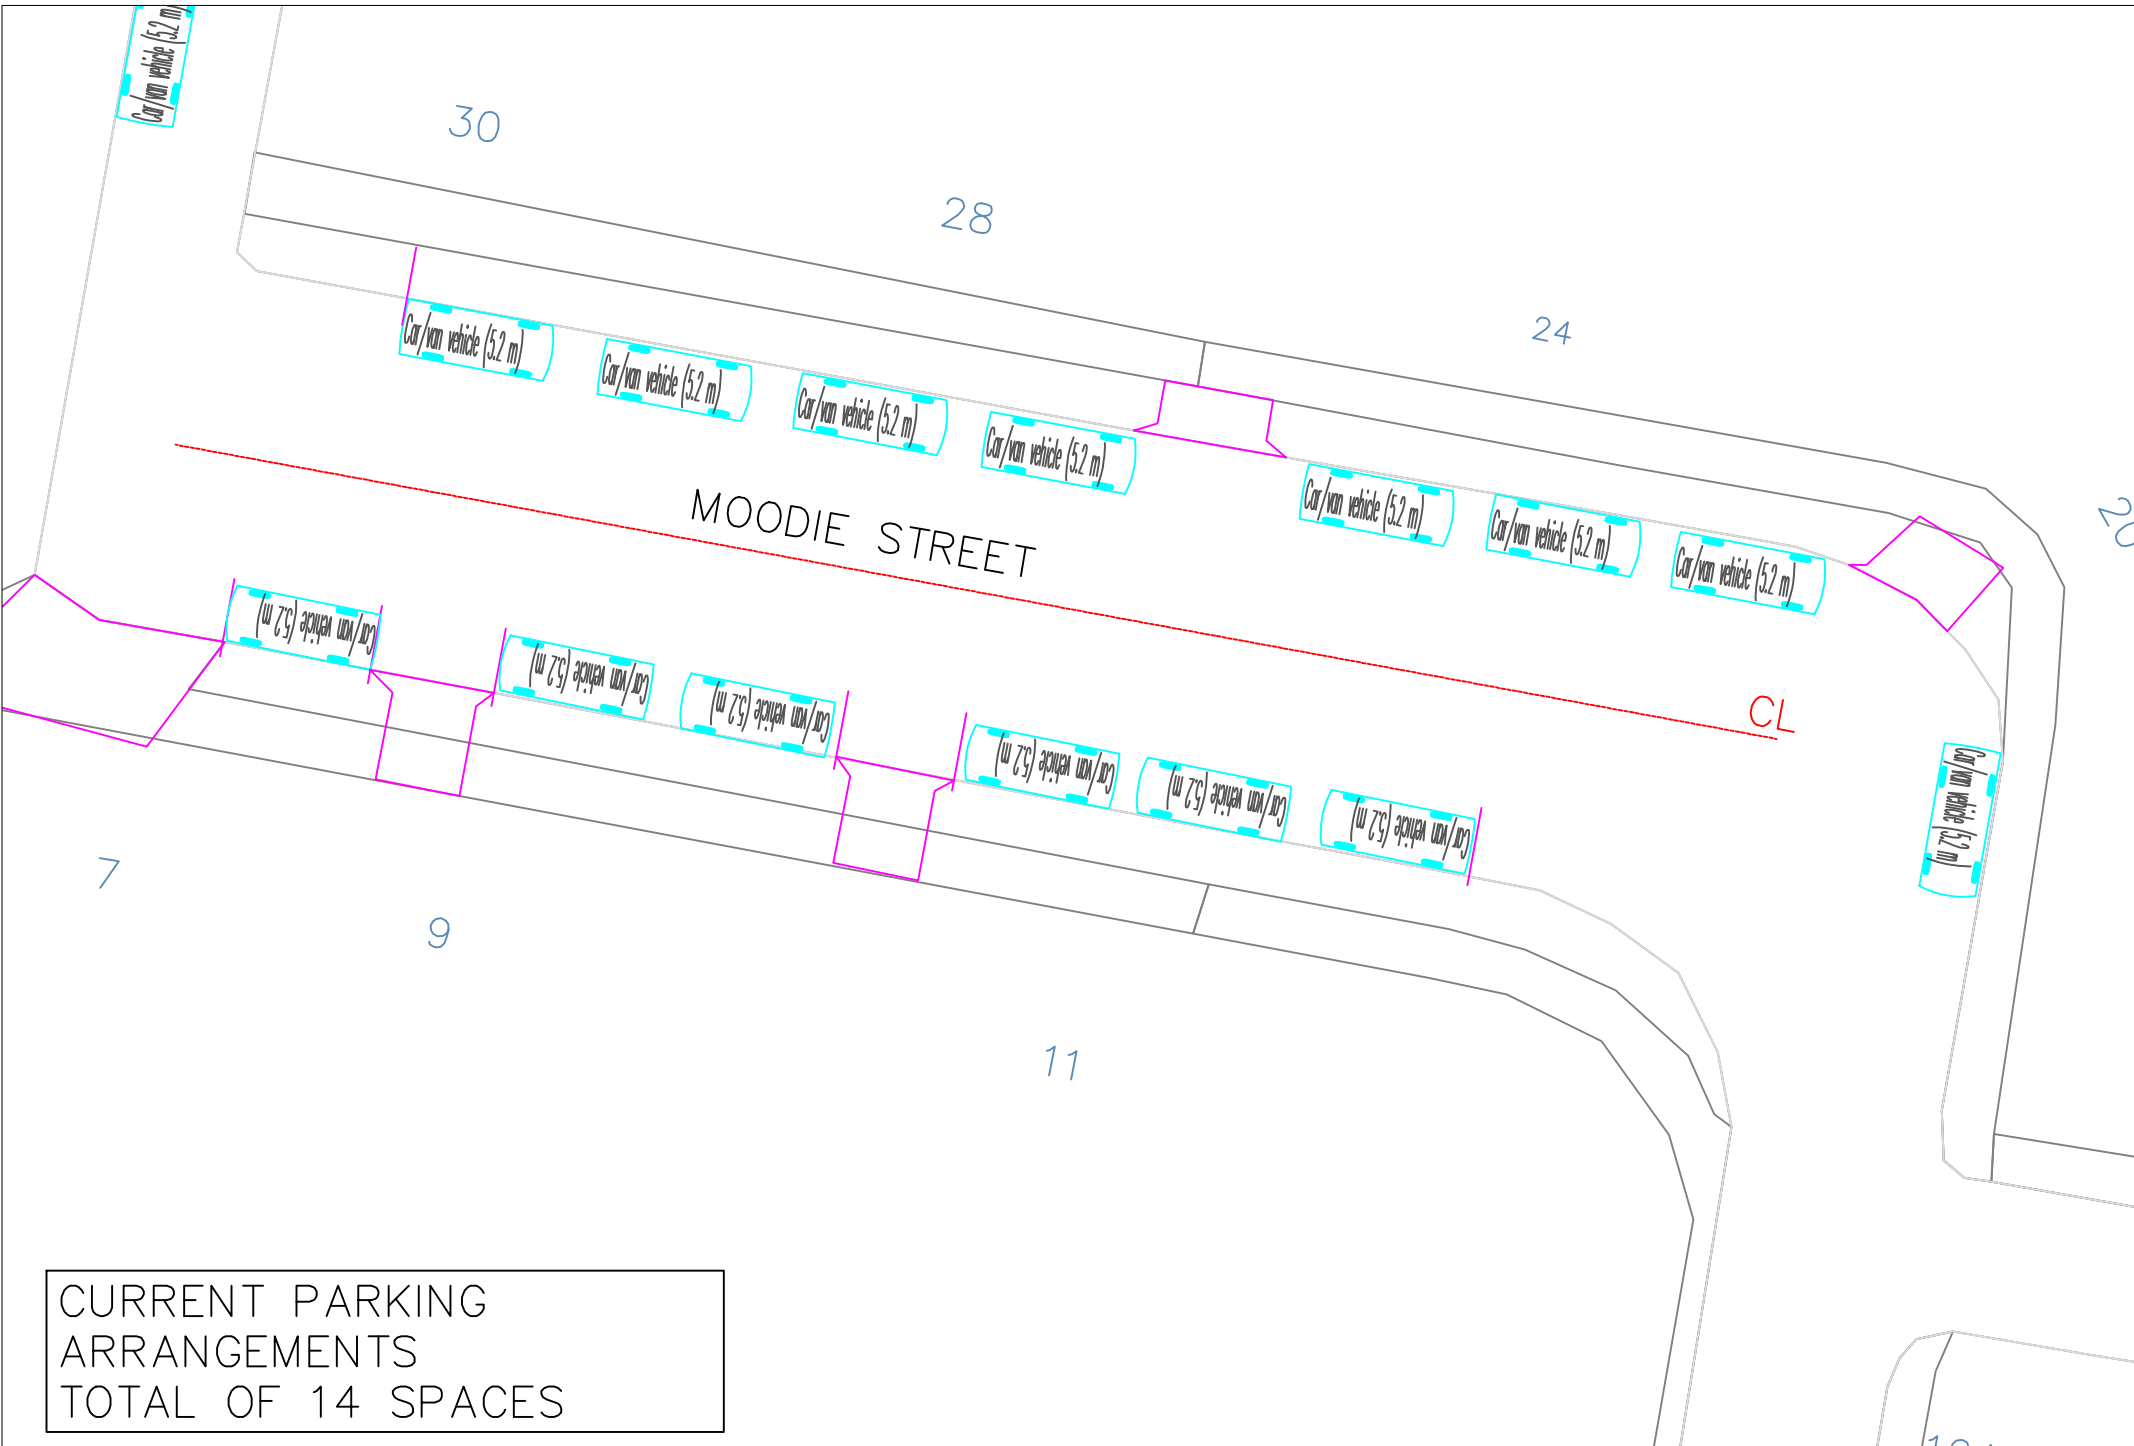 Car/van vehicle (5.2 m)
30
28
24
20
Car/van vehicle (5.2 m)
Car/van vehicle (5.2 m)
Car/van vehicle (5.2 m)
Car/van vehicle (5.2 m)
Car/van vehicle (5.2 m)
Car/van vehicle (5.2 m)
Car/van vehicle (5.2 m)
MOODIE STREET
Car/van vehicle (5.2 m)
Car/van vehicle (5.2 m)
Car/van vehicle (5.2 m)
CL
Car/van vehicle (5.2 m)
Car/van vehicle (5.2 m)
Car/van vehicle (5.2 m)
Car/van vehicle (5.2 m)
7
9
11
CURRENT PARKING
ARRANGEMENTS
TOTAL OF 14 SPACES